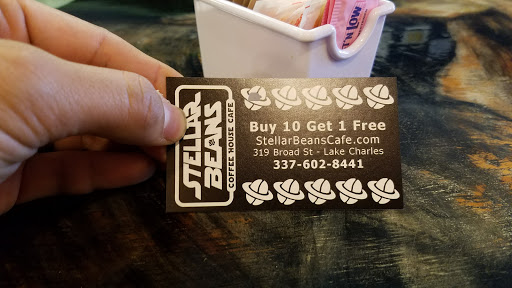 'N LOW
STELLAR
BEANS
COFFEE HOUSE CAFE
Buy 10 Get 1 Free
StellarBeansCafe.com
319 Broad St - Lake Charles
337-602-8441